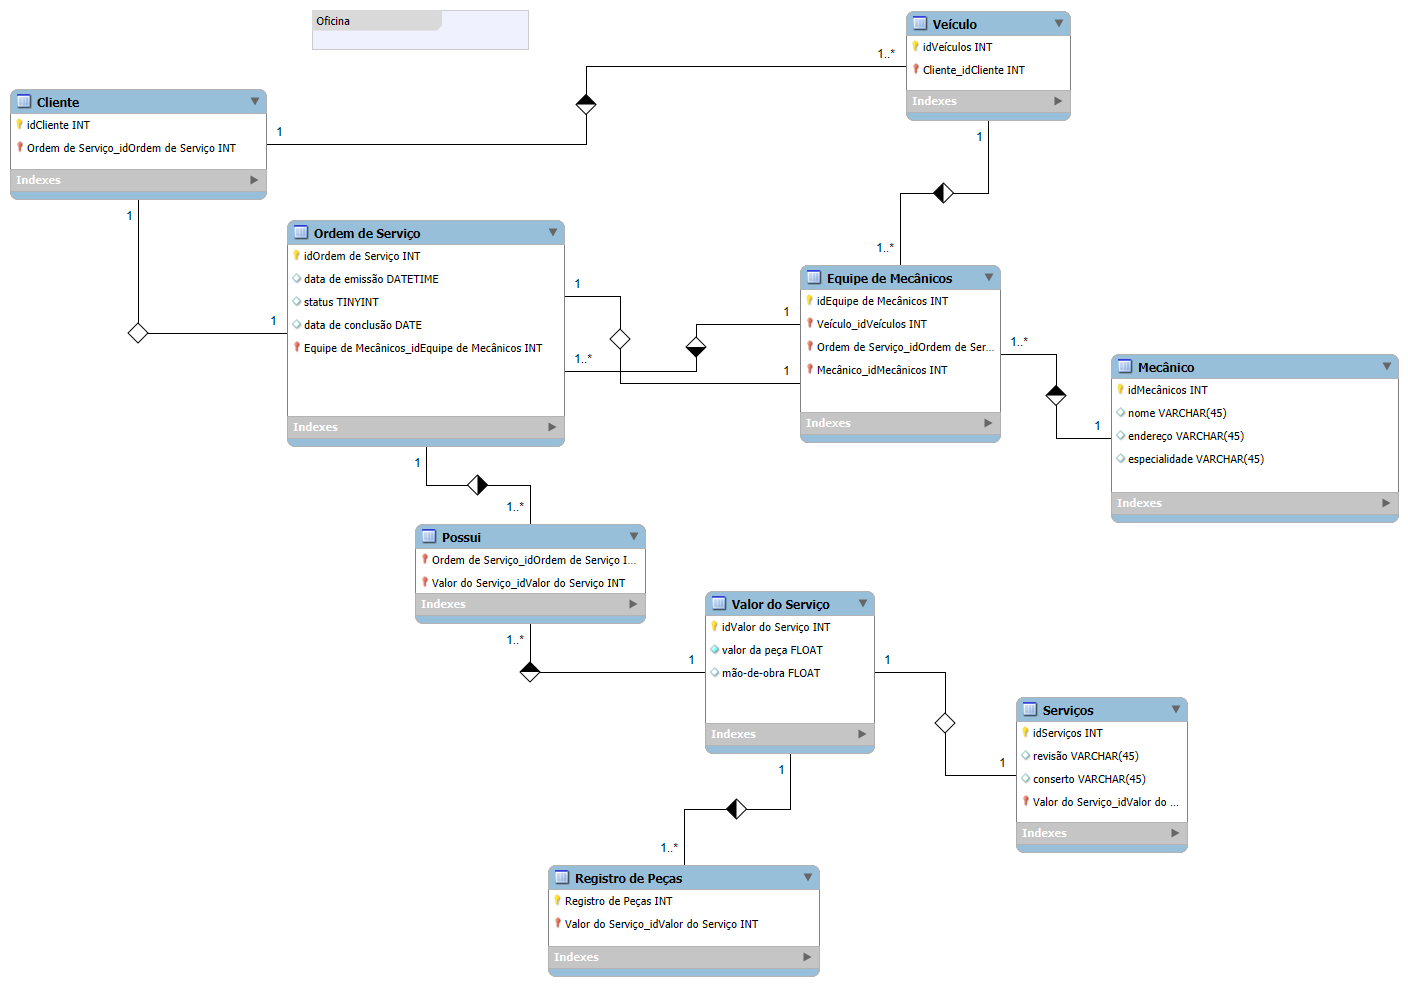 Oficina
Veículo
idVeículos INT
Cliente_idCliente INT
Indexes
1..*
1
Cliente
idCliente INT
Ordem de Serviço_idOrdem de Serviço INT
Indexes
1
1
Ordem de Serviço
idOrdem de Serviço INT
data de emissão DATETIME
status TINYINT
data de conclusão DATE
Equipe de Mecânicos_idEquipe de Mecânicos INT
Indexes
1
1
1..*
1
1
1
1..*
Equipe de Mecânicos
idEquipe de Mecânicos INT
Veículo_idVeículos INT
Ordem de Serviço_idOrdem de Ser...
Mecânico_idMecânicos INT
Indexes
1..*
1
Mecânico
idMecânicos INT
nome VARCHAR(45)
endereço VARCHAR(45)
especialidade VARCHAR(45)
Indexes
1
1..*
Possui
Ordem de Serviço_idOrdem de Serviço I...
Valor do Serviço_idValor do Serviço INT
Indexes
1..*
1
Valor do Serviço
idValor do Serviço INT
valor da peça FLOAT
mão-de-obra FLOAT
Indexes
1
1
Serviços
idServiços INT
revisão VARCHAR(45)
conserto VARCHAR(45)
Valor do Serviço_idValor do ...
Indexes
1
1..*
Registro de Peças
Registro de Peças INT
Valor do Serviço_idValor do Serviço INT
Indexes